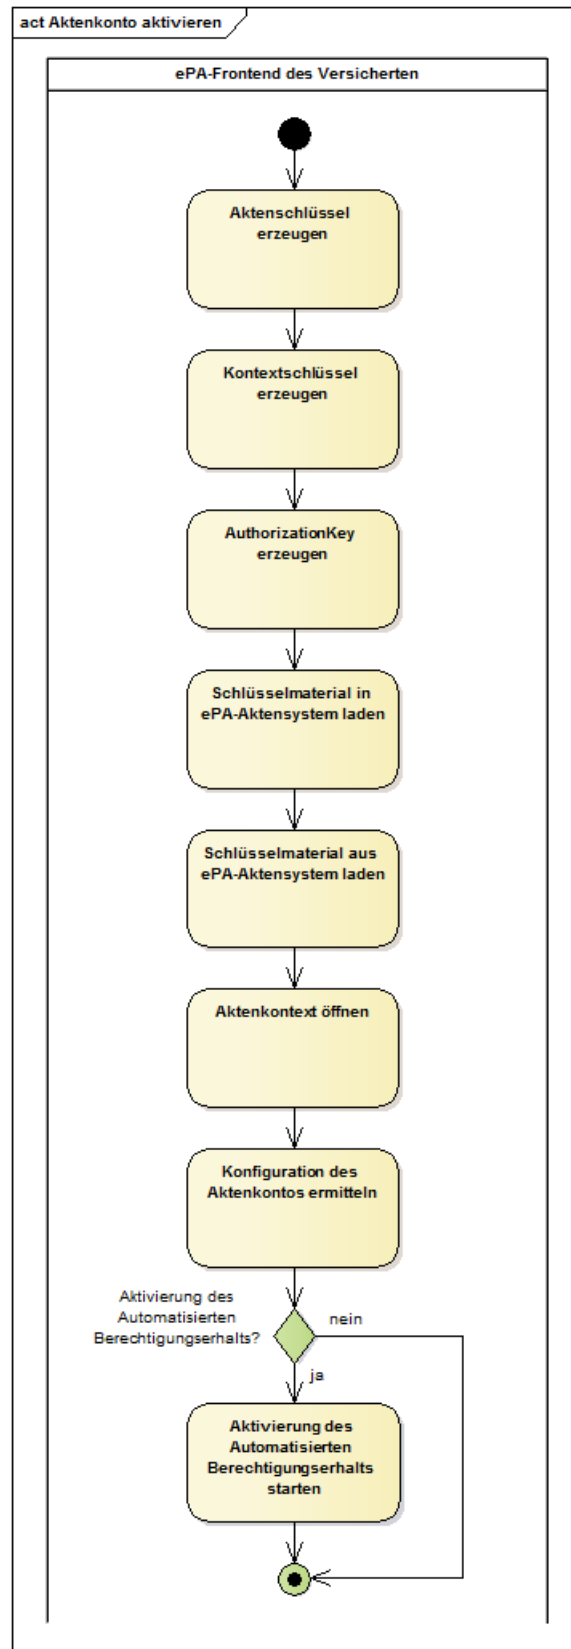 act Aktenkonto aktivieren
ePA-Frontend des Versicherten
Aktenschlüssel
erzeugen
Kontextschlüssel
erzeugen
AuthorizationKey
erzeugen
Schlüsselmaterial in
ePA-Aktensystem laden
Schlüsselmaterial aus
ePA-Aktensystem laden
Aktenkontext öffnen
Konfiguration des
Aktenkontos ermitteln
Aktivierung des
Automatisierten
Berechtigungserhalts?
nein
ja
Aktivierung des
Automatisierten
Berechtigungserhalts
starten